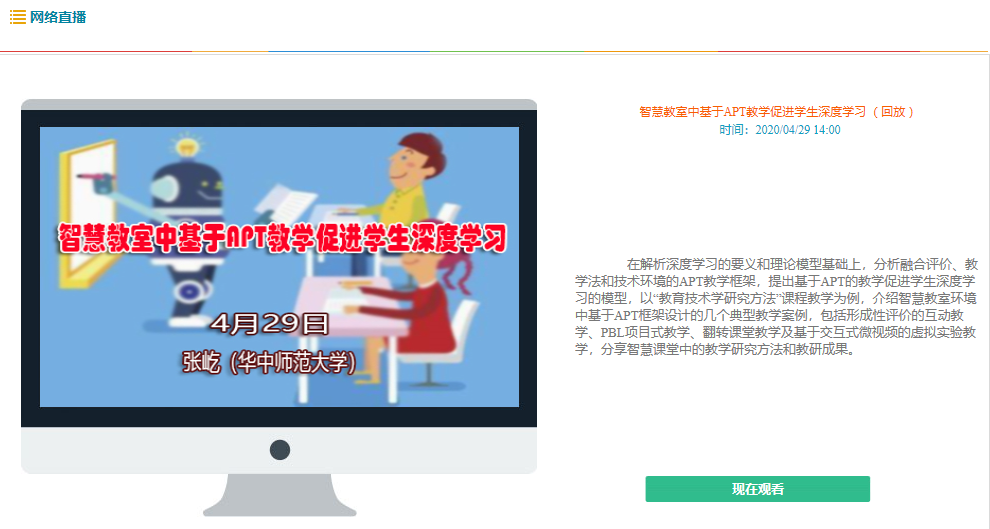 网络直播
智慧教室中基于APT教学促进学生深度学习
4月29日
张屹（华中师范大学）
智慧教室中基于APT教学促进学生深度学习（回放）
时间：2020/04/29 14:00
在解析深度学习的要义和理论模型基础上，分析融合评价、教
学法和技术环境的APT教学框架，提出基于APT的教学促进学生深度学
习的模型，以“教育技术学研究方法”课程教学为例，介绍智慧教室环境
中基于APT框架设计的几个典型教学案例，包括形成性评价的互动教
学、PBL项目式教学、翻转课堂教学及基于交互式微视频的虚拟实验教
学，分享智慧课堂中的教学研究方法和教研成果。
现在观看